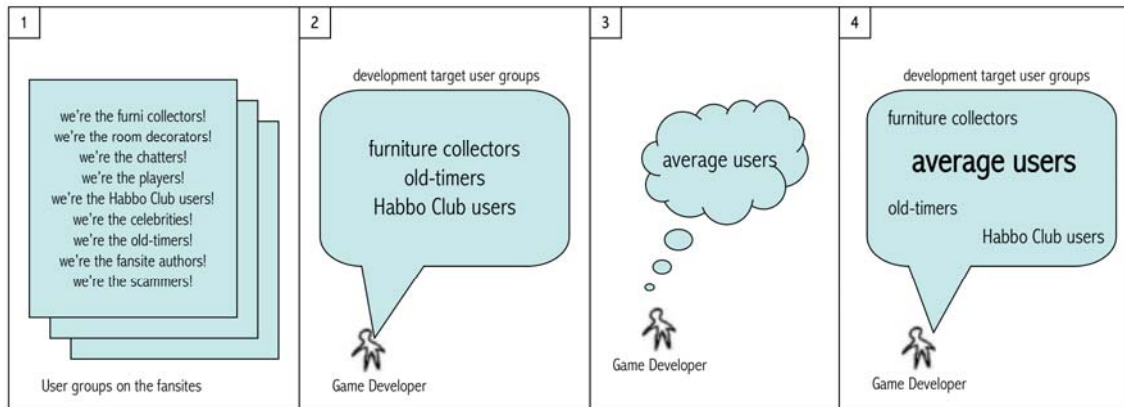 1
we're the furni collectors!
we're the room decorators!
we're the chatters!
we're the players!
we're the Habbo Club users!
we're the celebrities!
we're the old-timers!
we're the fansite authors!
we're the scammers!
User groups on the fansites
2
development target user groups
furniture collectors
old-timers
Habbo Club users
Game Developer
3
average users
Game Developer
4
development target user groups
furniture collectors
average users
old-timers
Habbo Club users
Game Developer